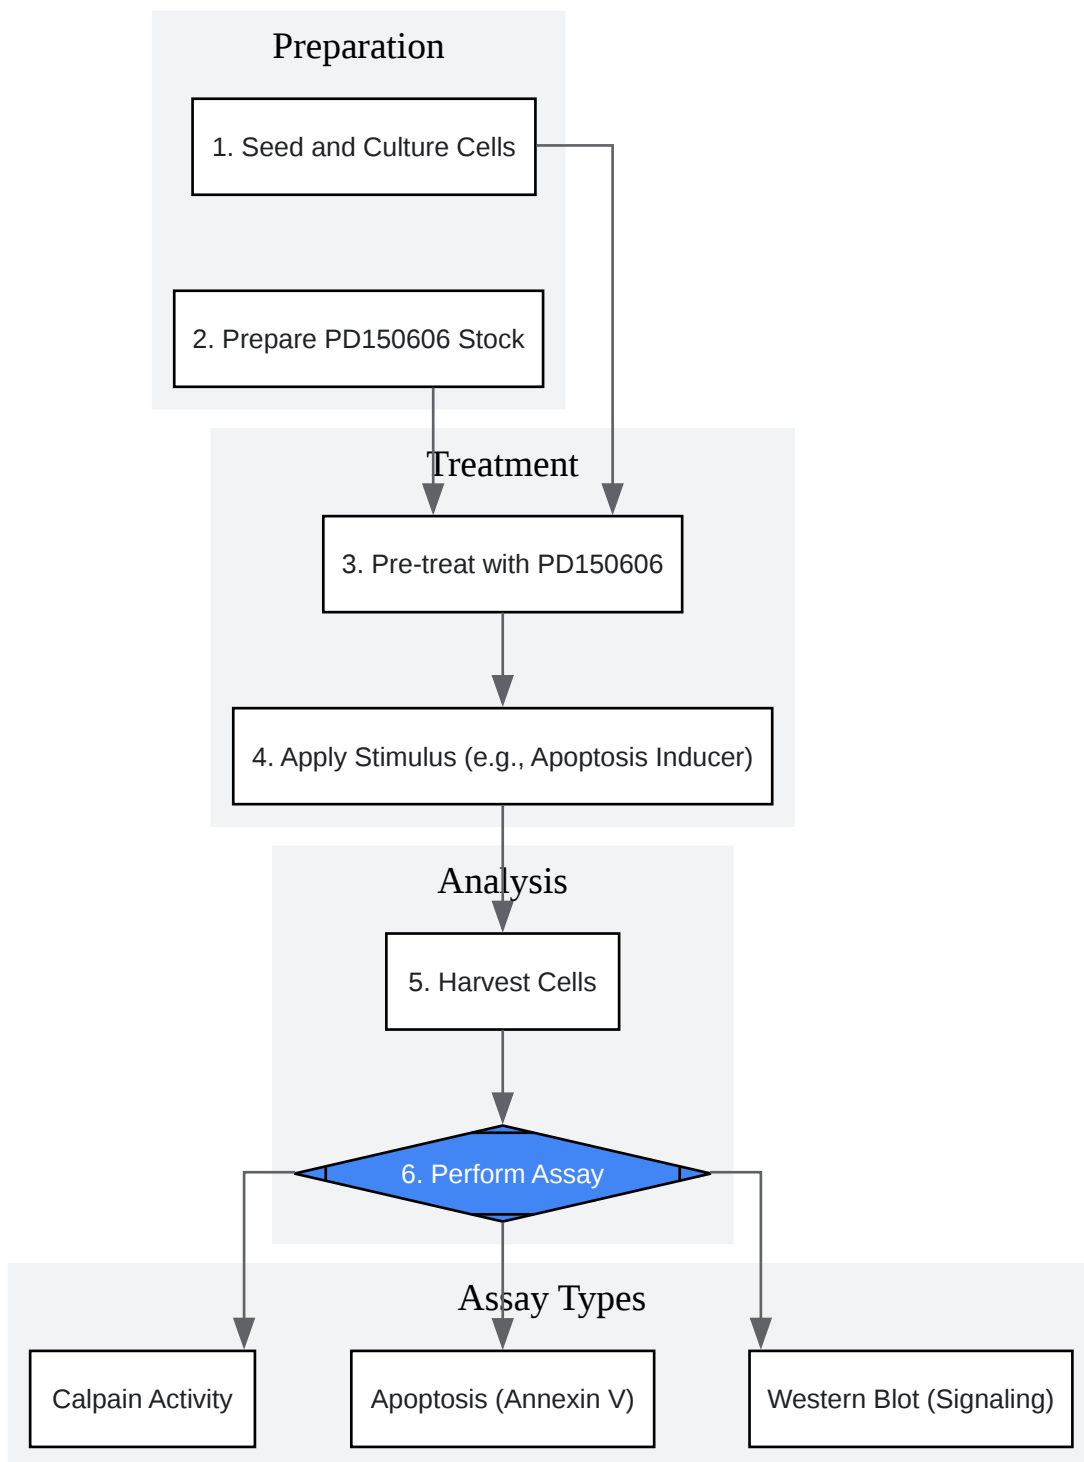 Preparation
1. Seed and Culture Cells
2. Prepare PD150606 Stock
Treatment
3. Pre-treat with PD150606
4. Apply Stimulus (e.g., Apoptosis Inducer)
Analysis
5. Harvest Cells
6. Perform Assay
Assay Types
Calpain Activity
Apoptosis (Annexin V)
Western Blot (Signaling)